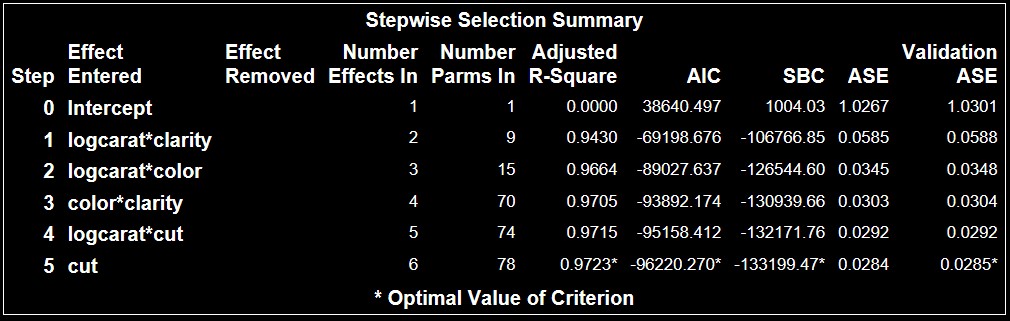 Stepwise Selection Summary
Effect Effect Number Number Adjusted Validation
Step Entered Removed Effects In Parms In R-Square AIC SBC ASE ASE
0 Intercept 1 1 0.0000 38640.497 1004.03 1.0267 1.0301
1 logcarat*clarity 2 9 0.9430 -69198.676 -106766.85 0.0585 0.0588
2 logcarat*color 3 15 0.9664 -89027.637 -126544.60 0.0345 0.0348
3 color*clarity 4 70 0.9705 -93892.174 -130939.66 0.0303 0.0304
4 logcarat*cut 5 74 0.9715 -95158.412 -132171.76 0.0292 0.0292
5 cut 6 78 0.9723* -96220.270* -133199.47* 0.0284 0.0285*
* Optimal Value of Criterion